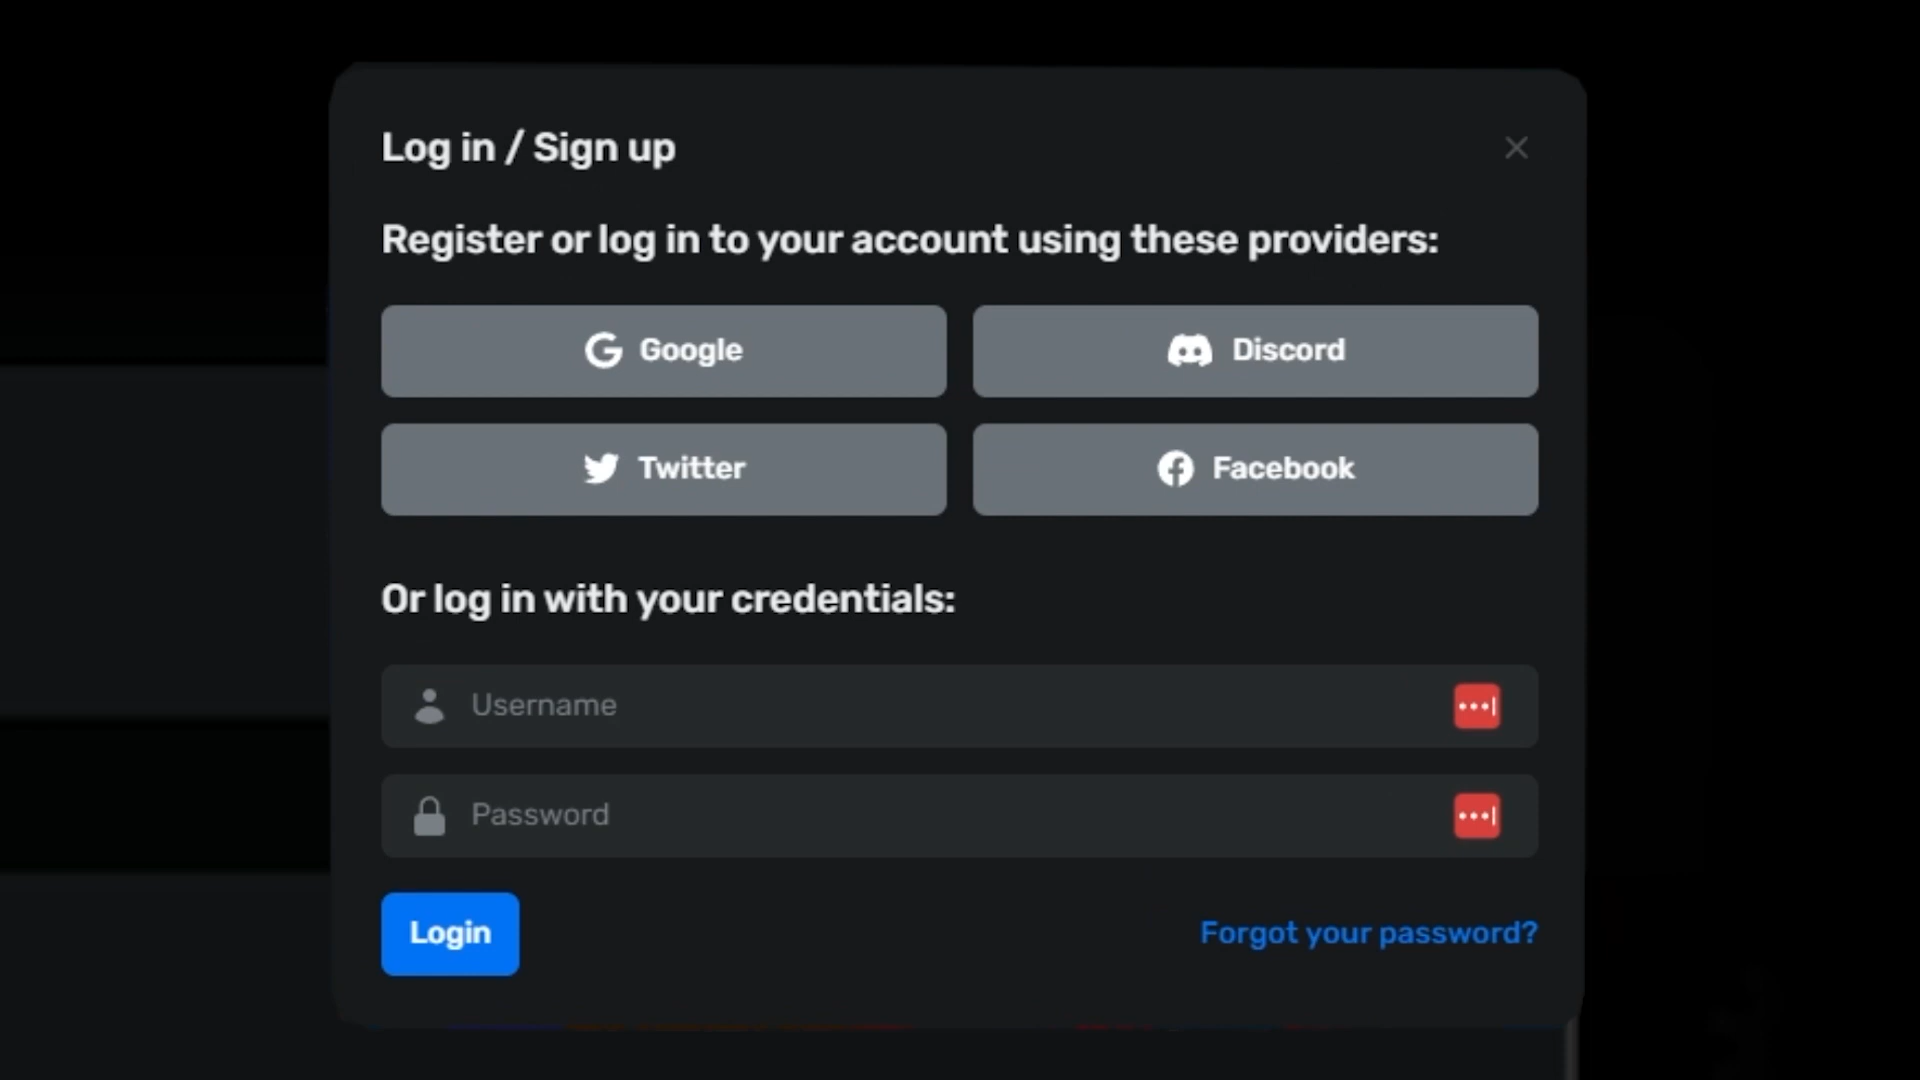 Log in / Sign up
Register or log in to your account using these providers:
Google
Discord
Twitter
Facebook
Or log in with your credentials:
Username
Password
Login
Forgot your password?